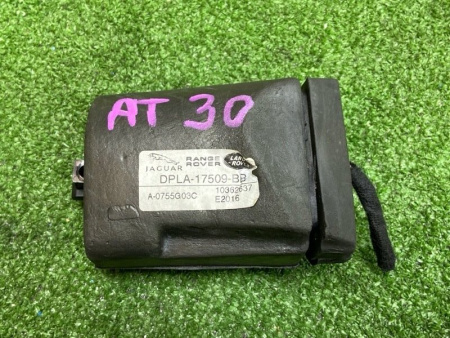 AT 30
JAGUAR RANGE ROVER LAND ROVER
DPLA-17509-BB
A-0755G03C 10362637
E2016